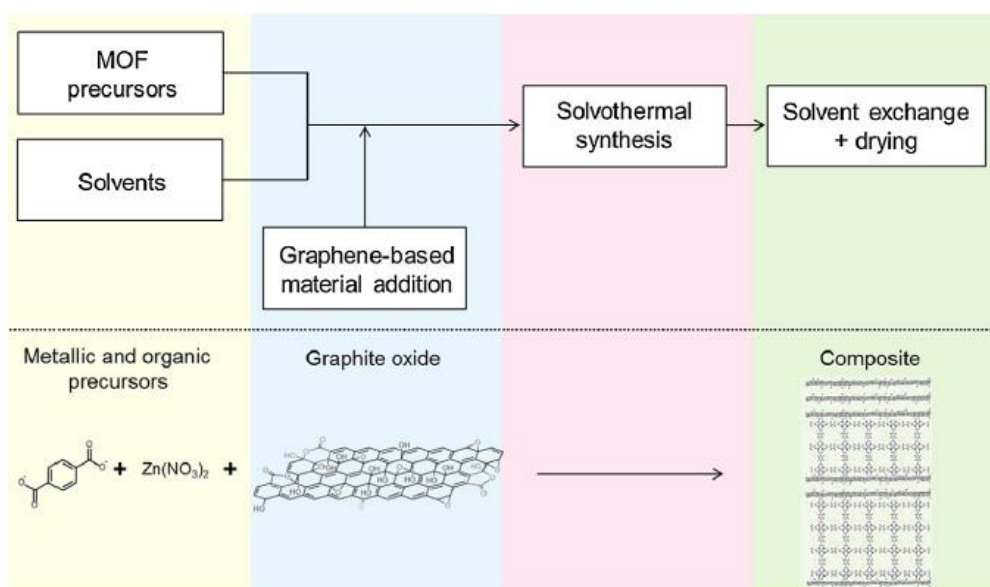 MOF
precursors
Solvents
Graphene-based
material addition
Solvothermal
synthesis
Solvent exchange
+ drying
Metallic and organic
precursors
Graphite oxide
Composite
+ Zn(NO₃)₂ +